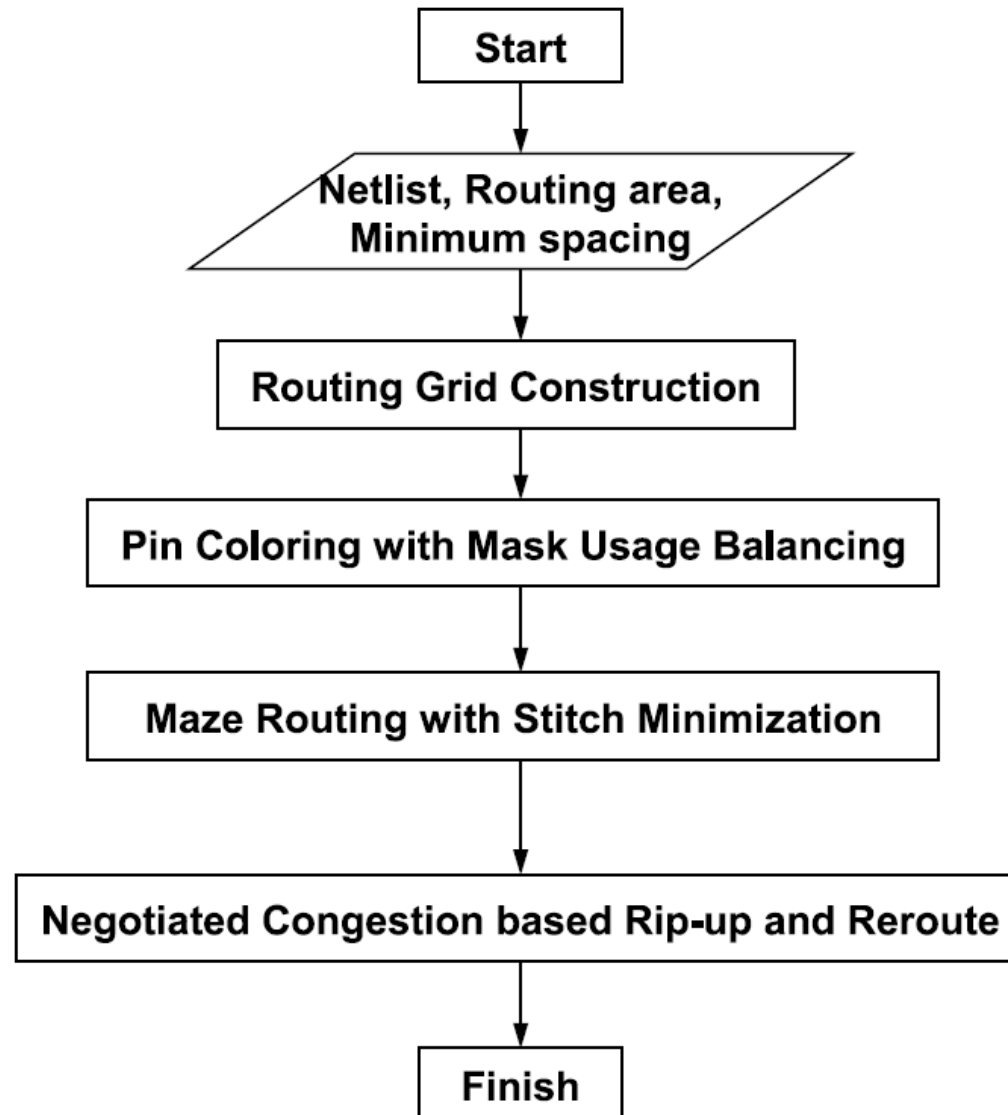 Start
Netlist, Routing area,
Minimum spacing
Routing Grid Construction
Pin Coloring with Mask Usage Balancing
Maze Routing with Stitch Minimization
Negotiated Congestion based Rip-up and Reroute
Finish